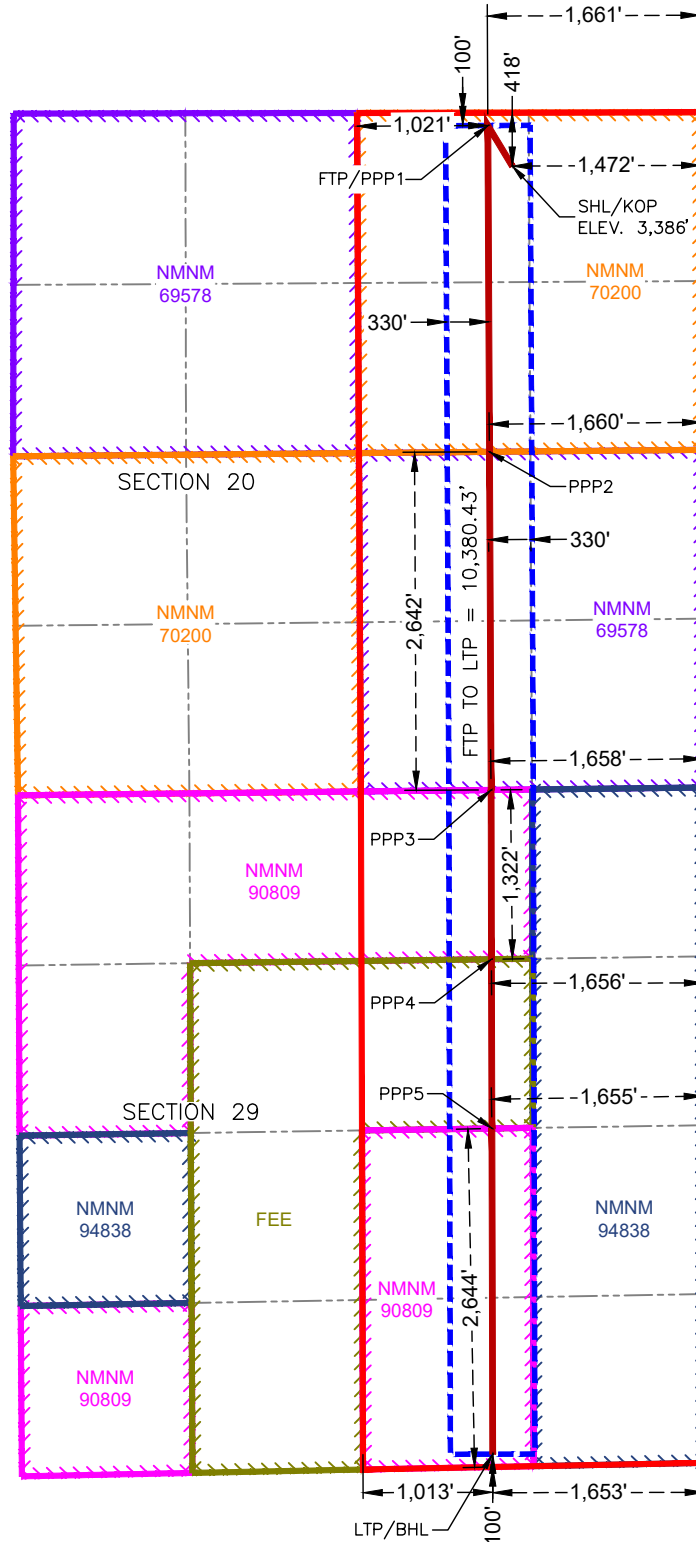 1,661'
100'
418'
1,021'
FTP/PPP1
1,472'
SHL/KOP
ELEV. 3,386'
NMNM
69578
NMNM
70200
330'
1,660'
SECTION 20
PPP2
330'
FTP TO LTP = 10,380.43'
2,642'
NMNM
70200
NMNM
69578
1,658'
PPP3
NMNM
90809
1,322'
PPP4
1,656'
PPP5
1,655'
SECTION 29
NMNM
94838
FEE
NMNM
94838
NMNM
90809
2,644'
NMNM
90809
1,013'
1,653'
LTP/BHL
100'